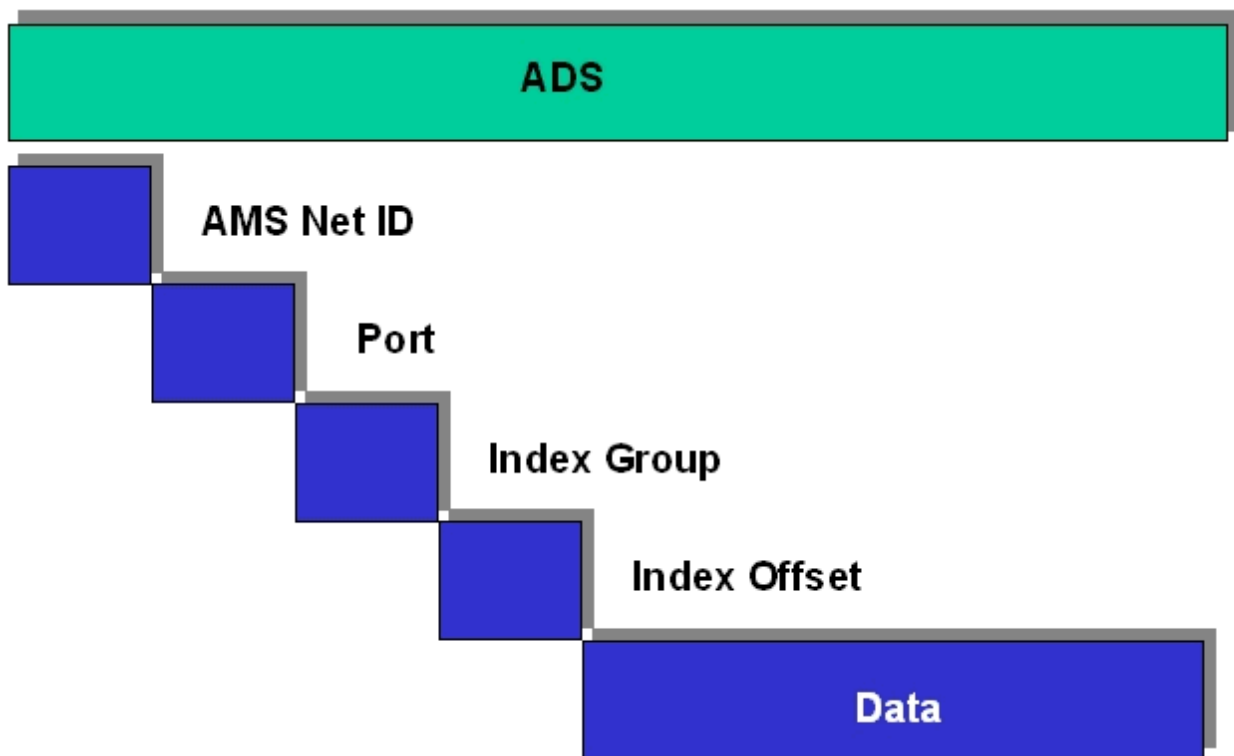 ADS
AMS Net ID
Port
Index Group
Index Offset
Data